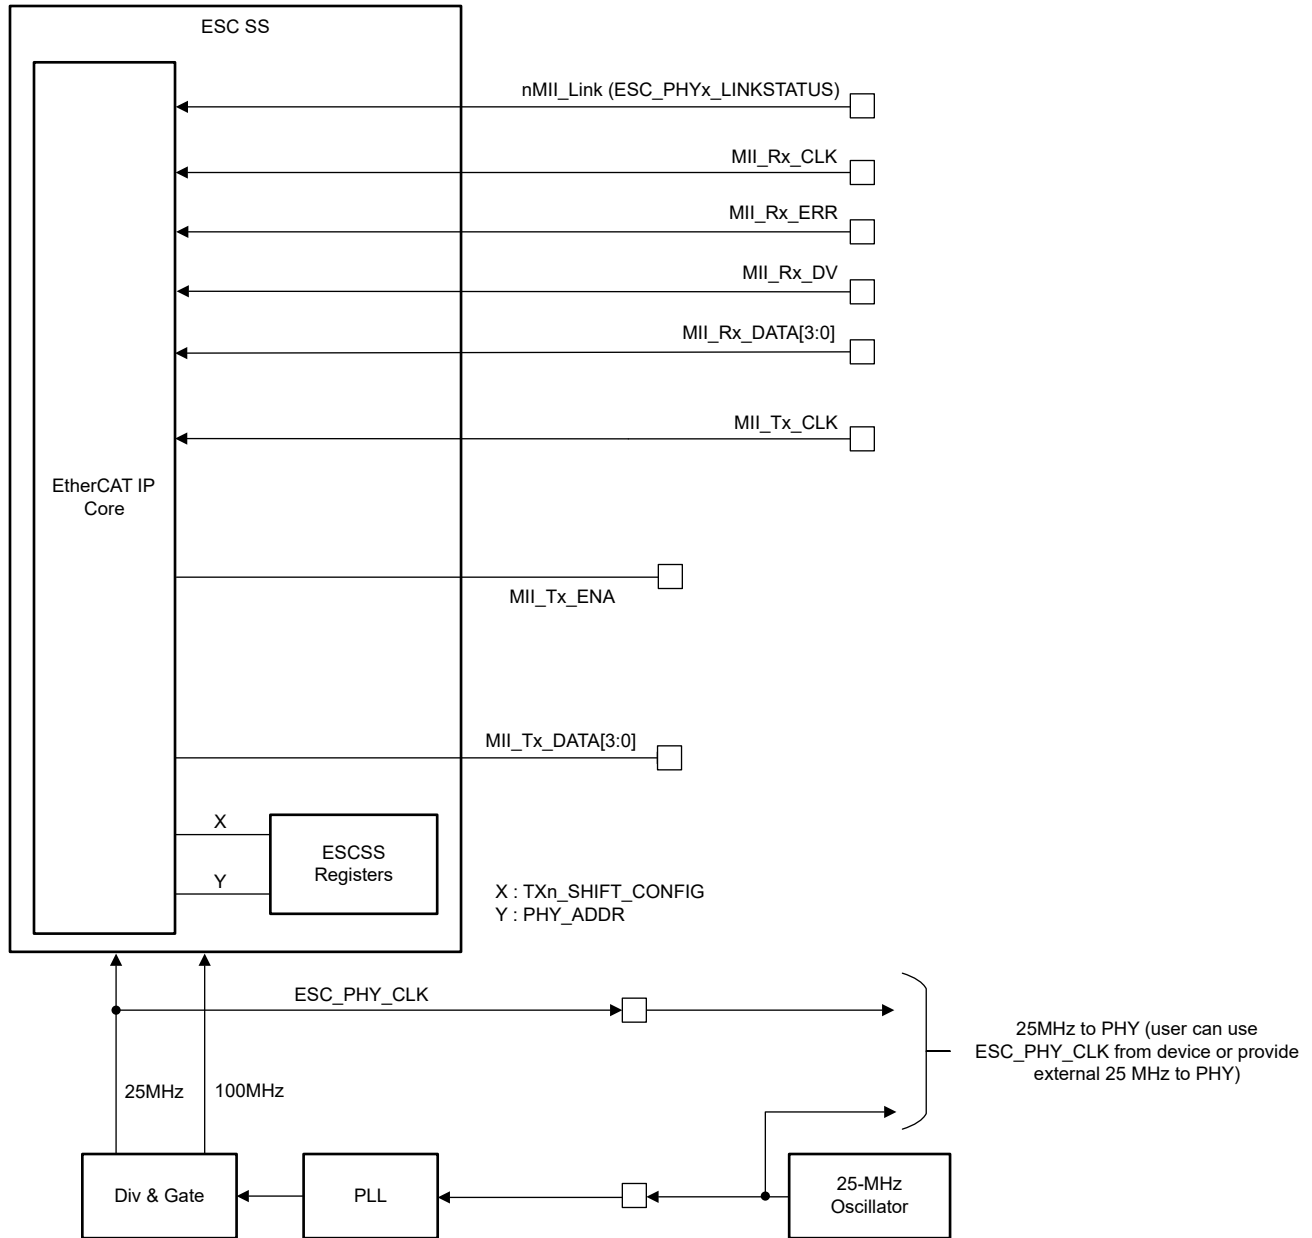 ESC SS
nMII_Link (ESC_PHYx_LINKSTATUS)
MII_Rx_CLK
MII_Rx_ERR
MII_Rx_DV
MII_Rx_DATA[3:0]
MII_Tx_CLK
EtherCAT IP
Core
MII_Tx_ENA
MII_Tx_DATA[3:0]
X
Y
ESCSS
Registers
X : TXn_SHIFT_CONFIG
Y : PHY_ADDR
ESC_PHY_CLK
25MHz to PHY (user can use
ESC_PHY_CLK from device or provide
external 25 MHz to PHY)
25MHz
100MHz
Div & Gate
PLL
25-MHz
Oscillator